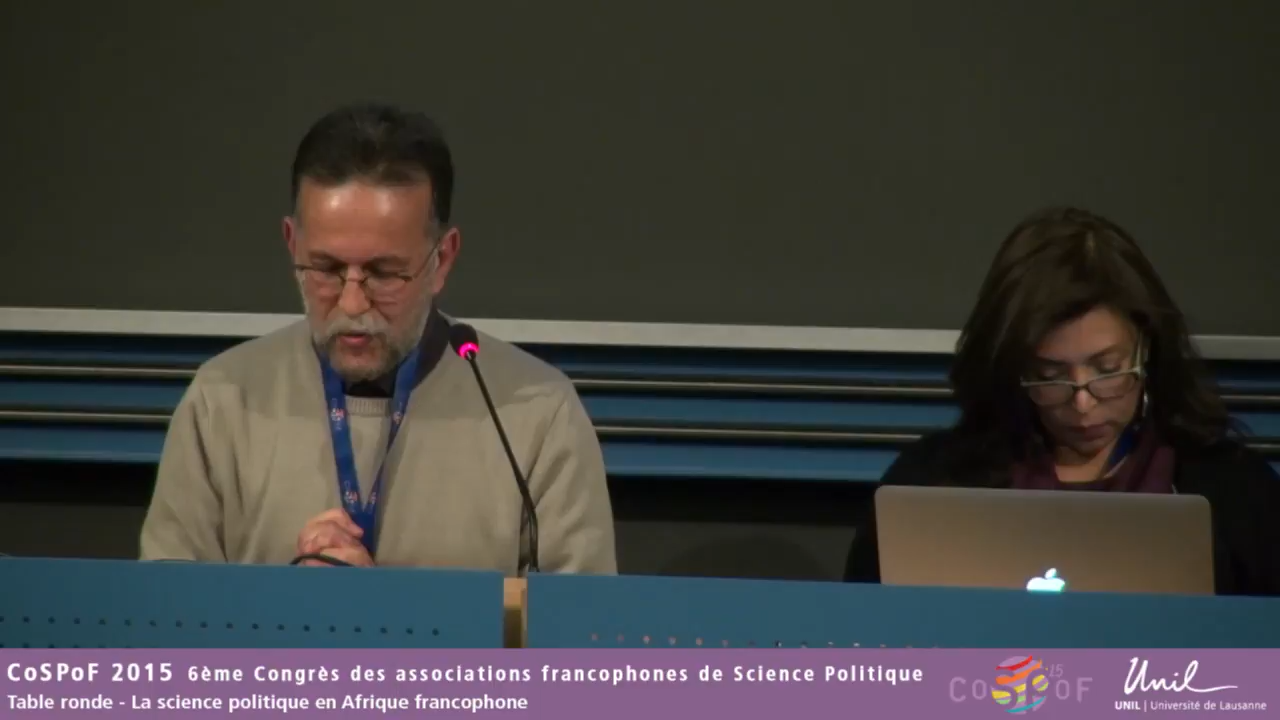 CoSPoF 2015 6ème Congrès des associations francophones de Science Politique
Table ronde - La science politique en Afrique francophone
CoSPoF
'15
Unil
UNIL | Université de Lausanne